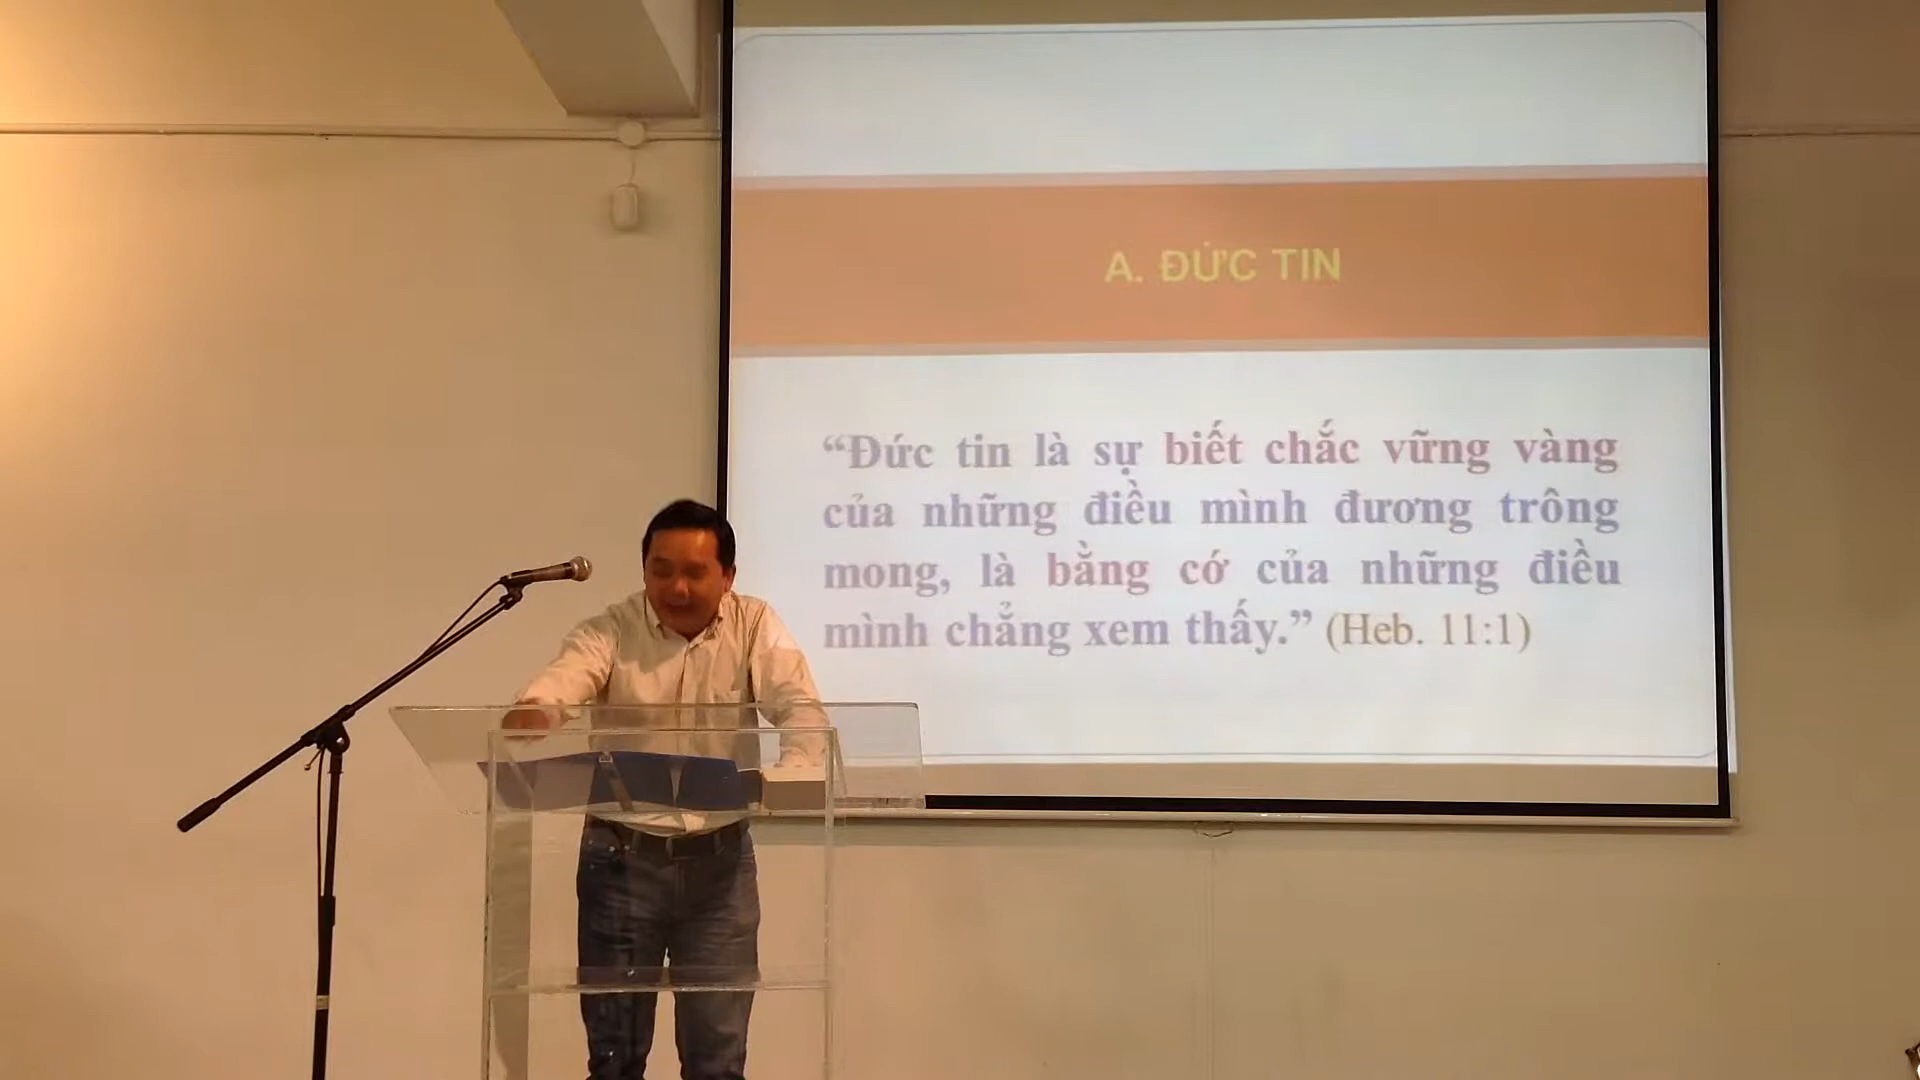 A. ĐỨC TIN
“Đức tin là sự biết chắc vững vàng
của những điều mình đương trông
mong, là bằng cớ của những điều
mình chẳng xem thấy.” (Heb. 11:1)